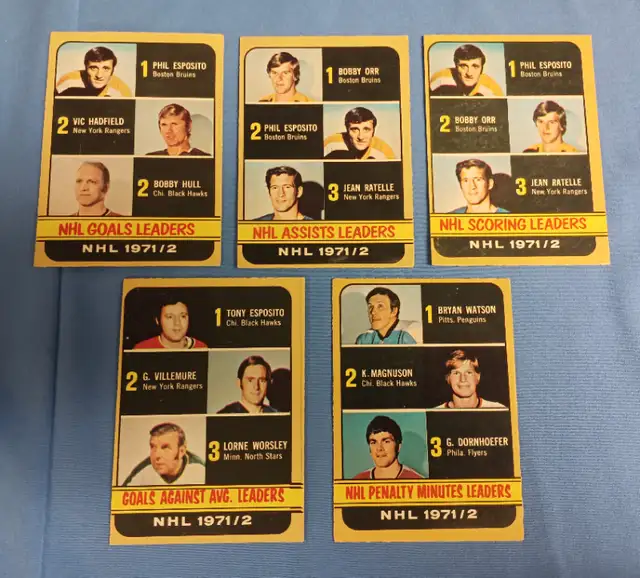 1 PHIL ESPOSITO
Boston Bruins
2 VIC HADFIELD
New York Rangers
2 BOBBY HULL
Chi. Black Hawks
NHL GOALS LEADERS
NHL 1971/2
1 BOBBY ORR
Boston Bruins
2 PHIL ESPOSITO
Boston Bruins
3 JEAN RATELLE
New York Rangers
NHL ASSISTS LEADERS
NHL 1971/2
1 PHIL ESPOSITO
Boston Bruins
2 BOBBY ORR
Boston Bruins
3 JEAN RATELLE
New York Rangers
NHL SCORING LEADERS
NHL 1971/2
1 TONY ESPOSITO
Chi. Black Hawks
2 G. VILLEMURE
New York Rangers
3 LORNE WORSLEY
Minn. North Stars
GOALS AGAINST AVG. LEADERS
NHL 1971/2
1 BRYAN WATSON
Pitts. Penguins
2 K. MAGNUSON
Chi. Black Hawks
3 G. DORNHOEFER
Phila. Flyers
NHL PENALTY MINUTES LEADERS
NHL 1971/2